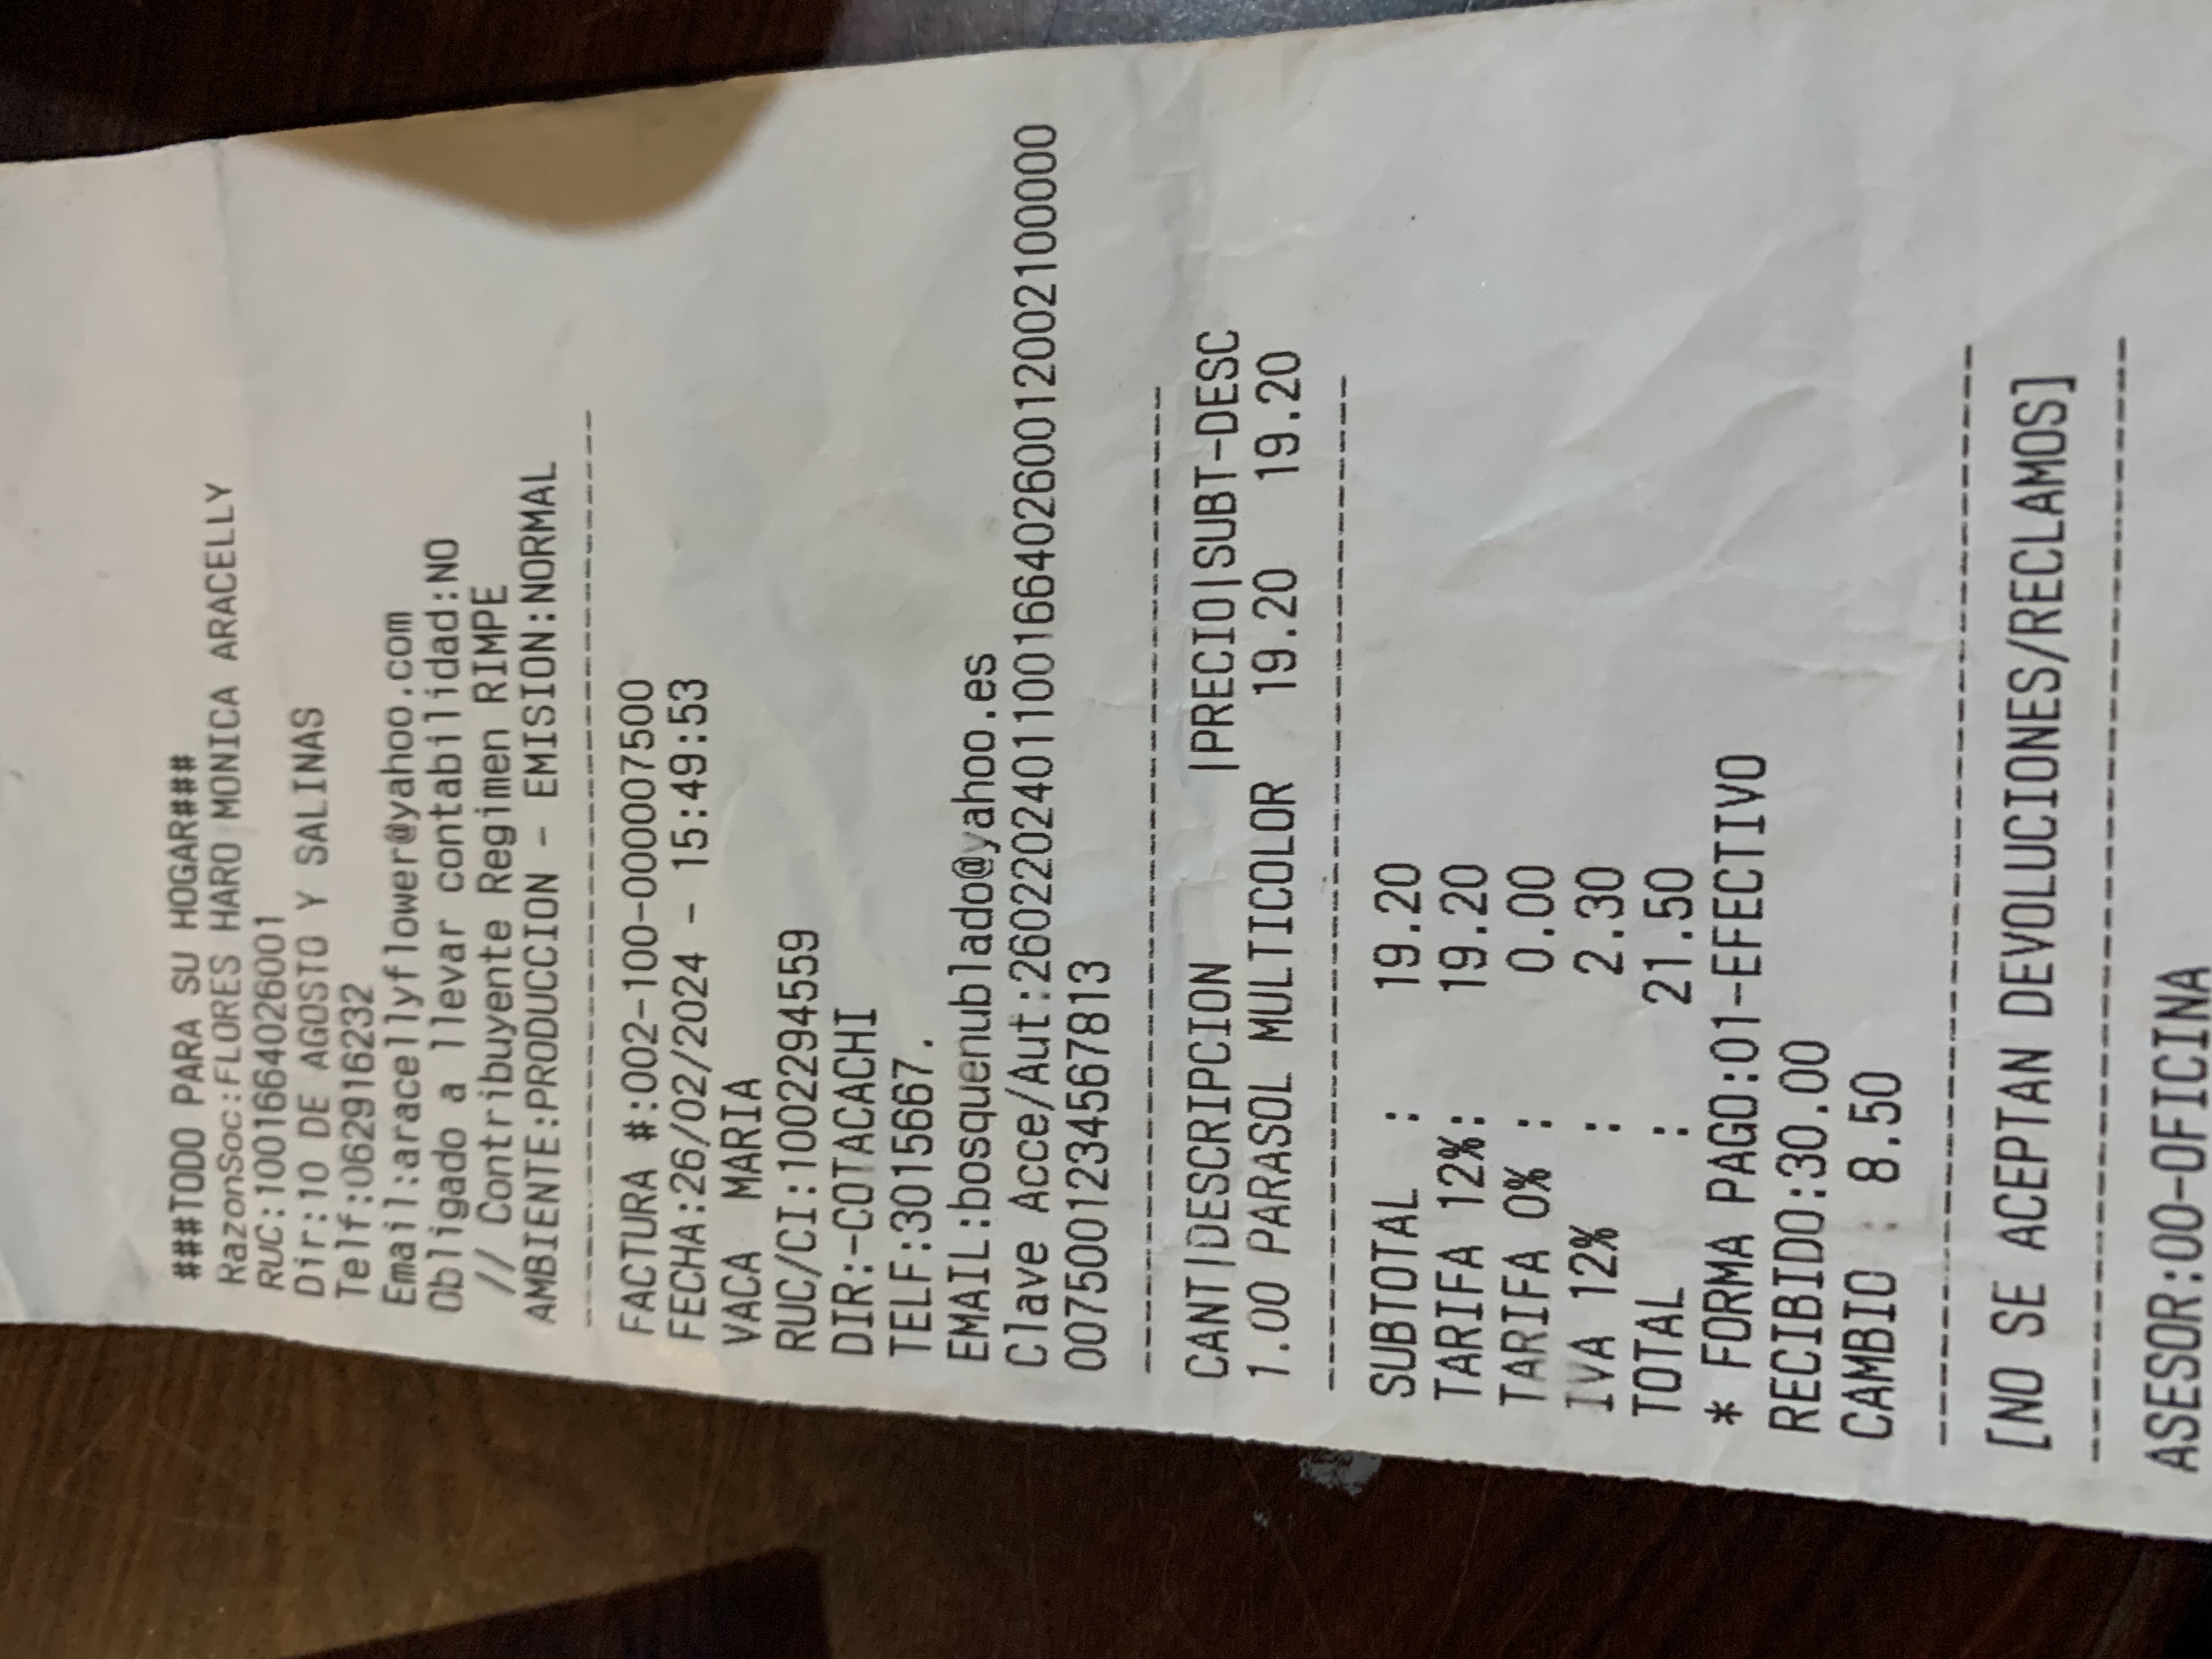 ###TODO PARA SU HOGAR###
RazonSoc:FLORES HARO MONICA ARACELLY
RUC:1001664026001
Dir:10 DE AGOSTO Y SALINAS
Telf:062916232
Email:aracellyflower@yahoo.com
Obligado a llevar contabilidad:NO
// Contribuyente Regimen RIMPE
AMBIENTE:PRODUCCION - EMISION:NORMAL
FACTURA #:002-100-000007500
FECHA:26/02/2024 - 15:49:53
VACA MARIA
RUC/CI:1002294559
DIR:-COTACACHI
TELF:3015667.
EMAIL:bosquenublado@yahoo.es
Clave Acce/Aut:260220240110016640260012002100000
0075001234567813
CANT|DESCRIPCION |PRECIO|SUBT-DESC
1.00 PARASOL MULTICOLOR 19.20 19.20
SUBTOTAL : 19.20
TARIFA 12%: 19.20
TARIFA 0% : 0.00
IVA 12% : 2.30
TOTAL : 21.50
* FORMA PAGO:01-EFECTIVO
RECIBIDO:30.00
CAMBIO : 8.50
[NO SE ACEPTAN DEVOLUCIONES/RECLAMOS]
ASESOR:00-OFICINA